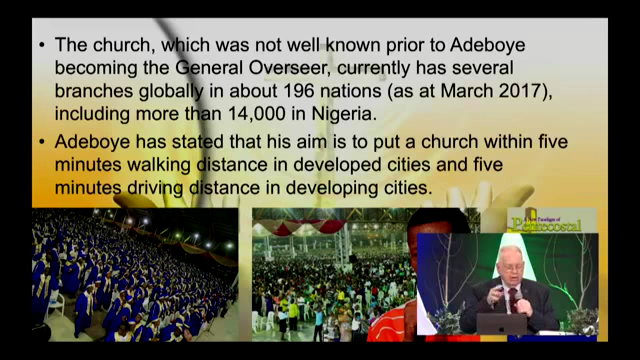 • The church, which was not well known prior to Adeboye
becoming the General Overseer, currently has several
branches globally in about 196 nations (as at March 2017),
including more than 14,000 in Nigeria.
• Adeboye has stated that his aim is to put a church within five
minutes walking distance in developed cities and five
minutes driving distance in developing cities.
A New Paradigm of
Pentecostal